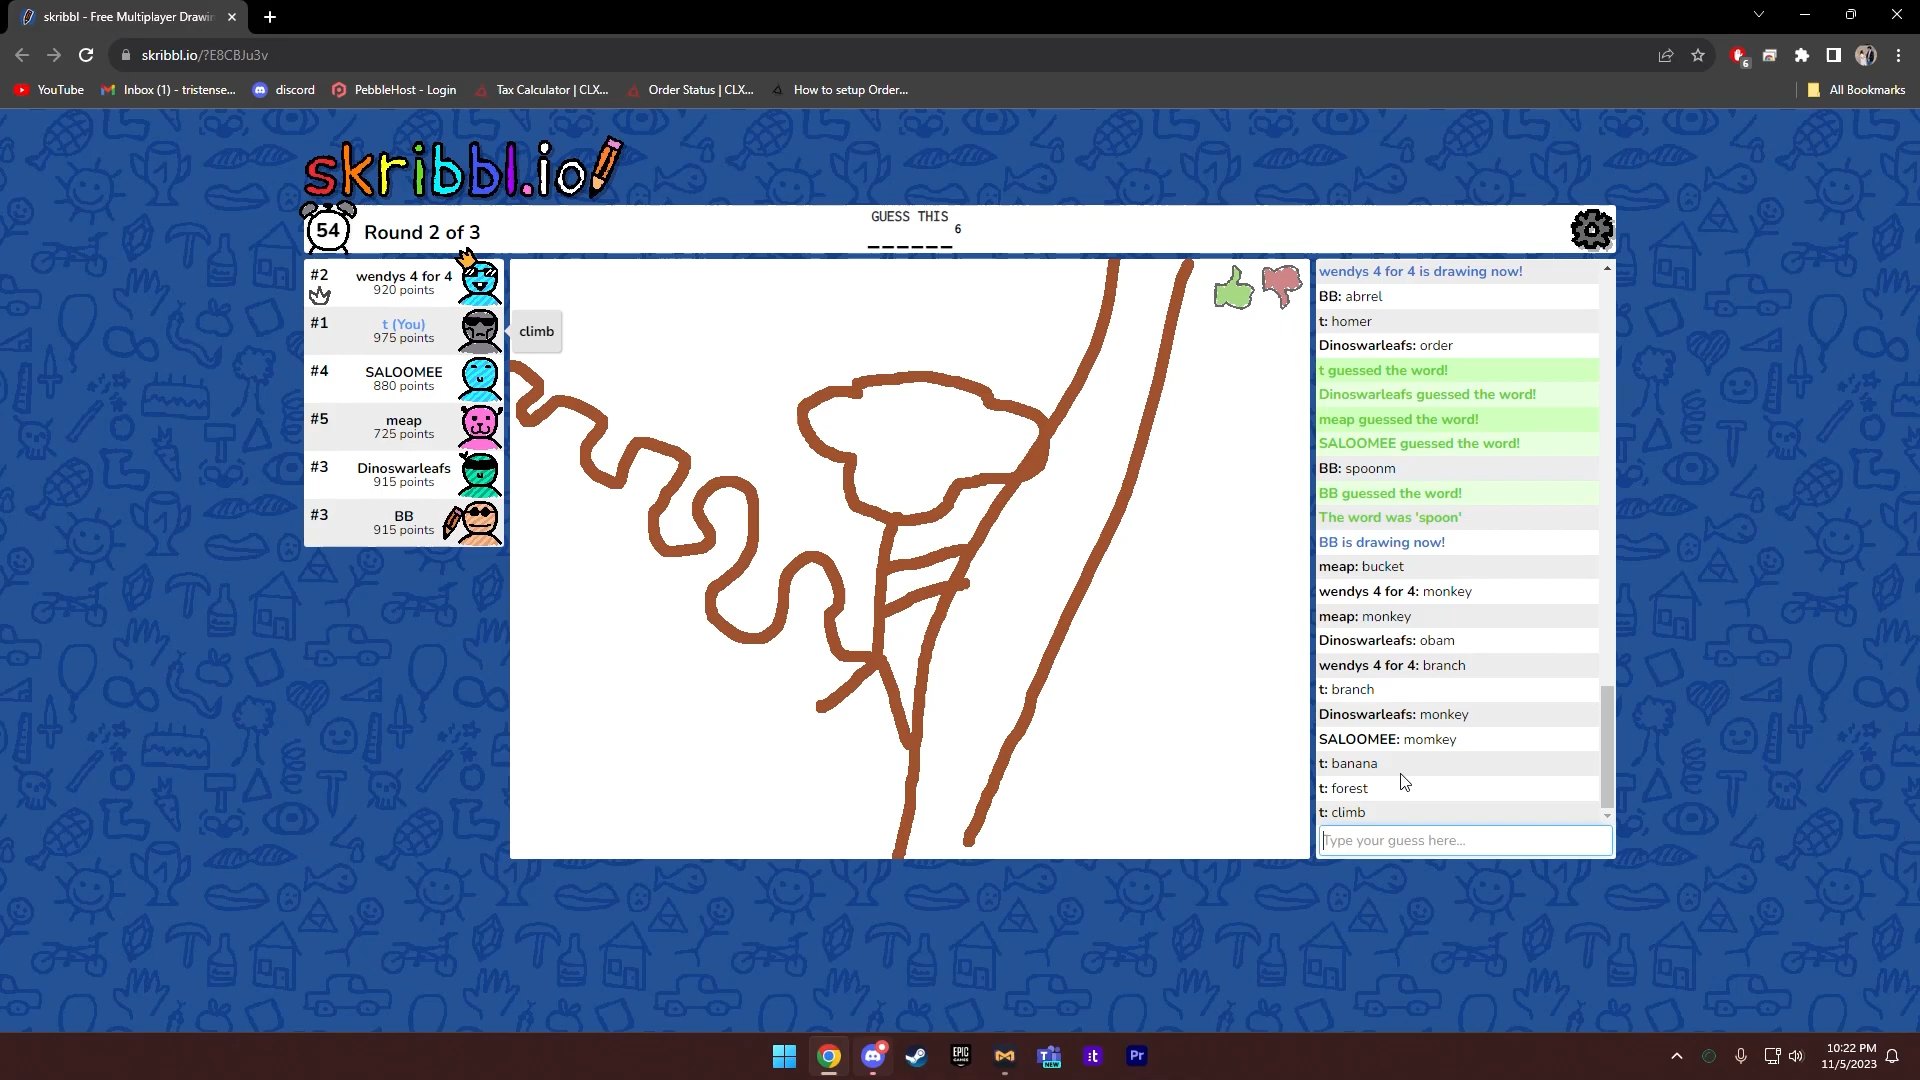 skribbl - Free Multiplayer Drawin
skribbl.io/?E8CBJu3v
6
YouTube
Inbox (1) - tristense...
discord
PebbleHost - Login
Tax Calculator | CLX...
Order Status | CLX...
How to setup Order...
All Bookmarks
skribbl.io
54
Round 2 of 3
GUESS THIS
______ 6
#2 wendys 4 for 4
920 points
#1 t (You)
975 points
climb
#4 SALOOMEE
880 points
#5 meap
725 points
#3 Dinoswarleafs
915 points
#3 BB
915 points
wendys 4 for 4 is drawing now!
BB: abrrel
t: homer
Dinoswarleafs: order
t guessed the word!
Dinoswarleafs guessed the word!
meap guessed the word!
SALOOMEE guessed the word!
BB: spoonm
BB guessed the word!
The word was 'spoon'
BB is drawing now!
meap: bucket
wendys 4 for 4: monkey
meap: monkey
Dinoswarleafs: obam
wendys 4 for 4: branch
t: branch
Dinoswarleafs: monkey
SALOOMEE: momkey
t: banana
t: forest
t: climb
Type your guess here...
EPIC GAMES
NEW
:t
Pr
10:22 PM
11/5/2023